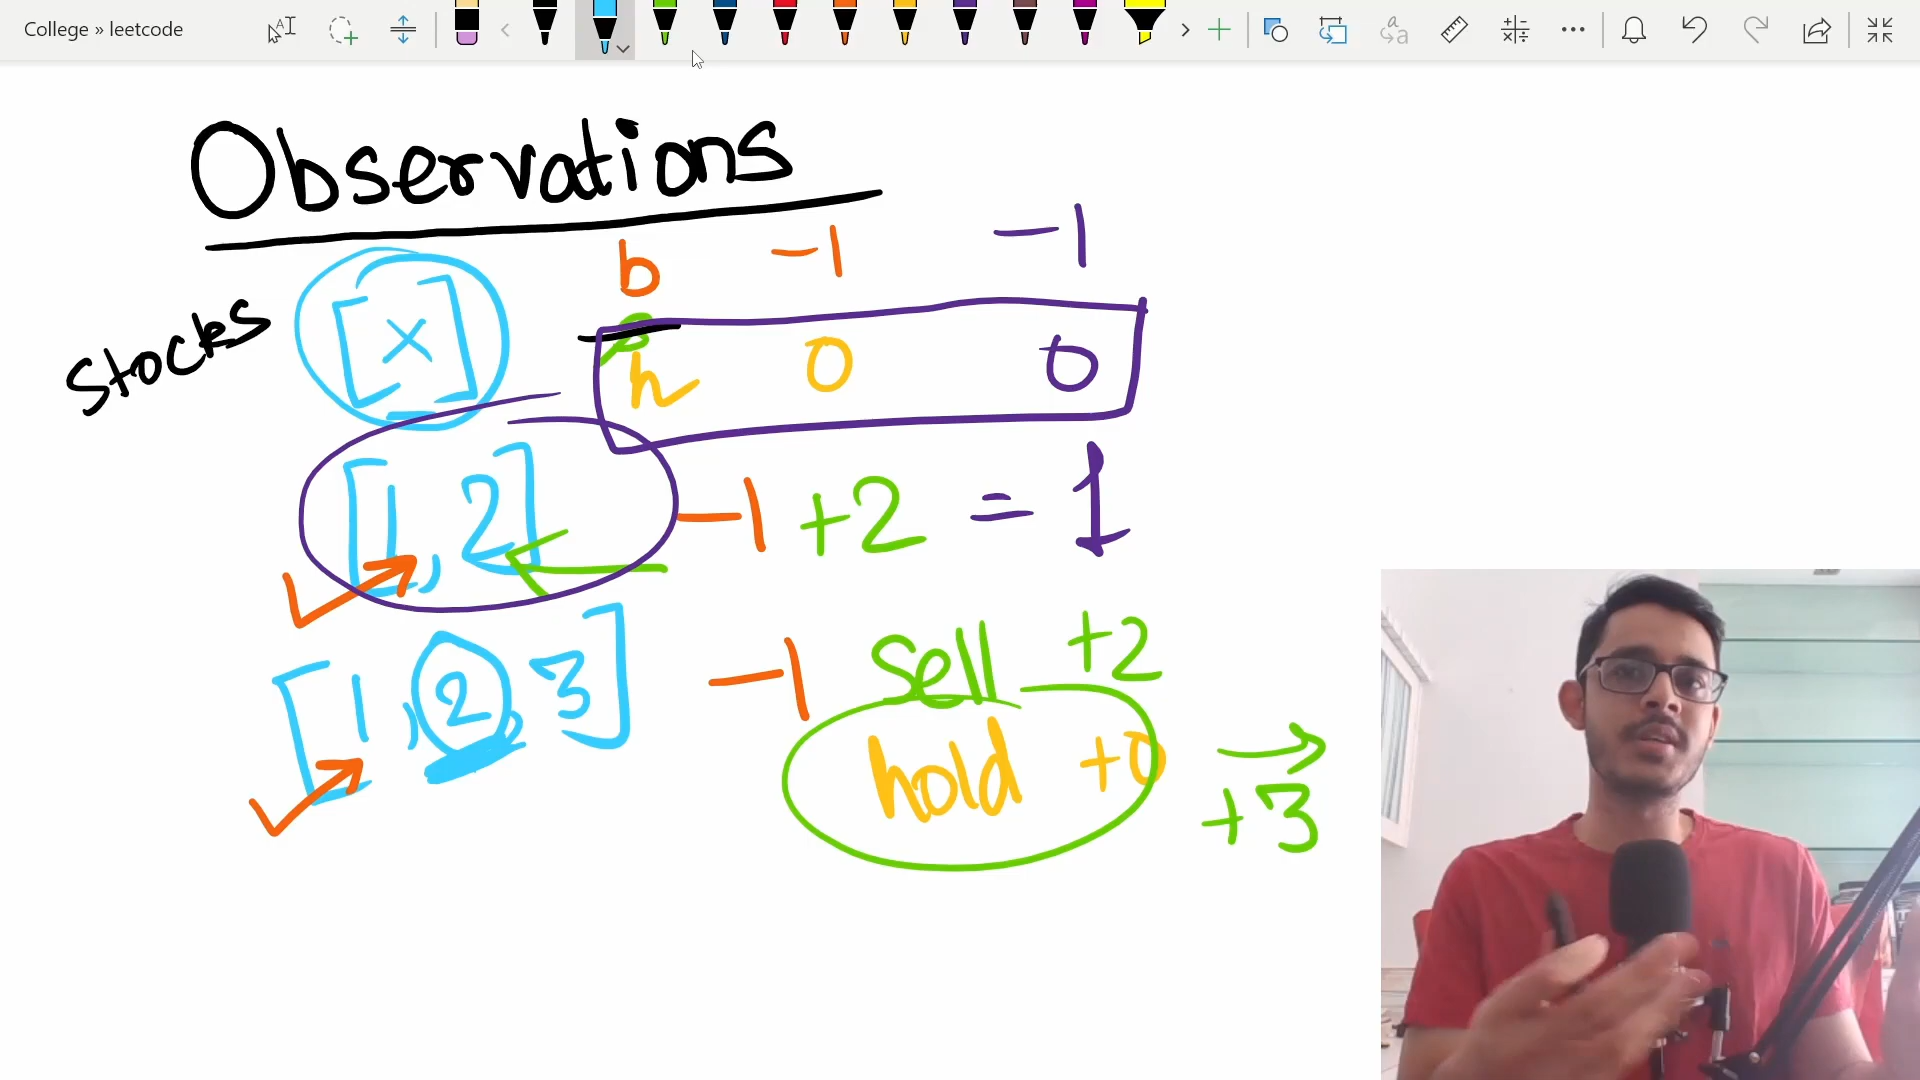 College » leetcode
Observations
b -1 -1
stocks [x] h 0 0
[1, 2] -1 +2 = 1
[1, 2, 3] -1 sell +2
hold +0 → +3